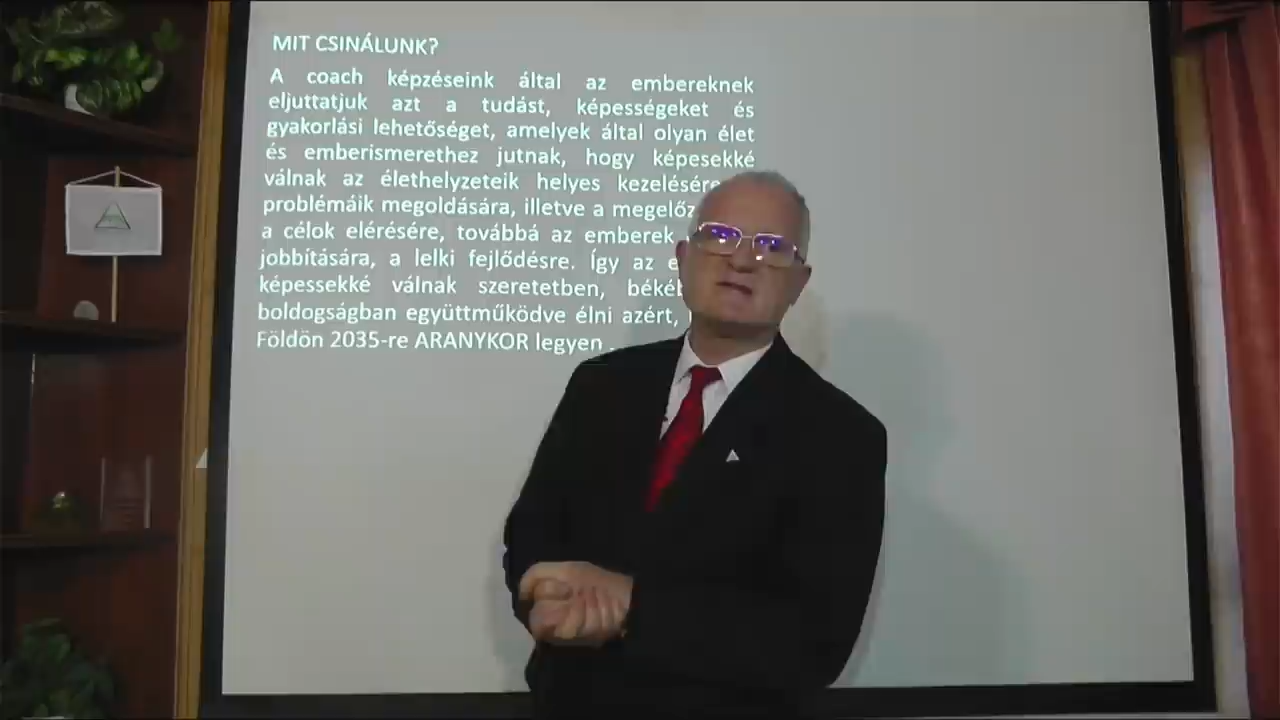 MIT CSINÁLUNK?
A coach képzéseink által az embereknek
eljuttatjuk azt a tudást, képességeket és
gyakorlási lehetőséget, amelyek által olyan élet
és emberismerethez jutnak, hogy képesekké
válnak az élethelyzeteik helyes kezelésére
problémáik megoldására, illetve a megelőz
a célok elérésére, továbbá az emberek
jobbítására, a lelki fejlődésre. Így az
képessekké válnak szeretetben,
boldogságban együttműködve élni azért,
Földön 2035-re ARANYKOR legyen .